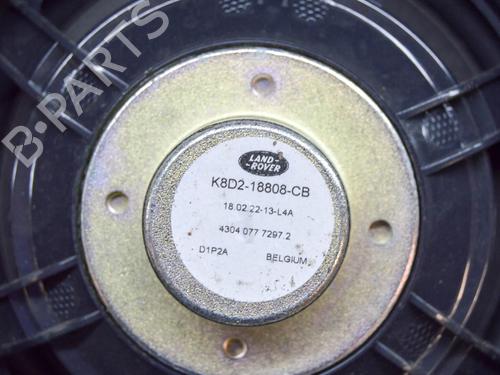 B-PARTS
LAND-
ROVER
K8D2-18808-CB
18.02.22-13-L4A
4304 077 7297.2
D1P2A BELGIUM